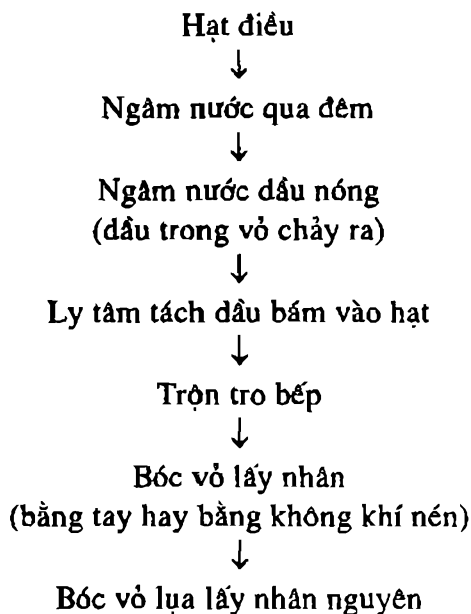 Hạt điều
↓
Ngâm nước qua đêm
↓
Ngâm nước dầu nóng
(dầu trong vỏ chảy ra)
↓
Ly tâm tách dầu bám vào hạt
↓
Trộn tro bếp
↓
Bóc vỏ lấy nhân
(bằng tay hay bằng không khí nén)
↓
Bóc vỏ lụa lấy nhân nguyên